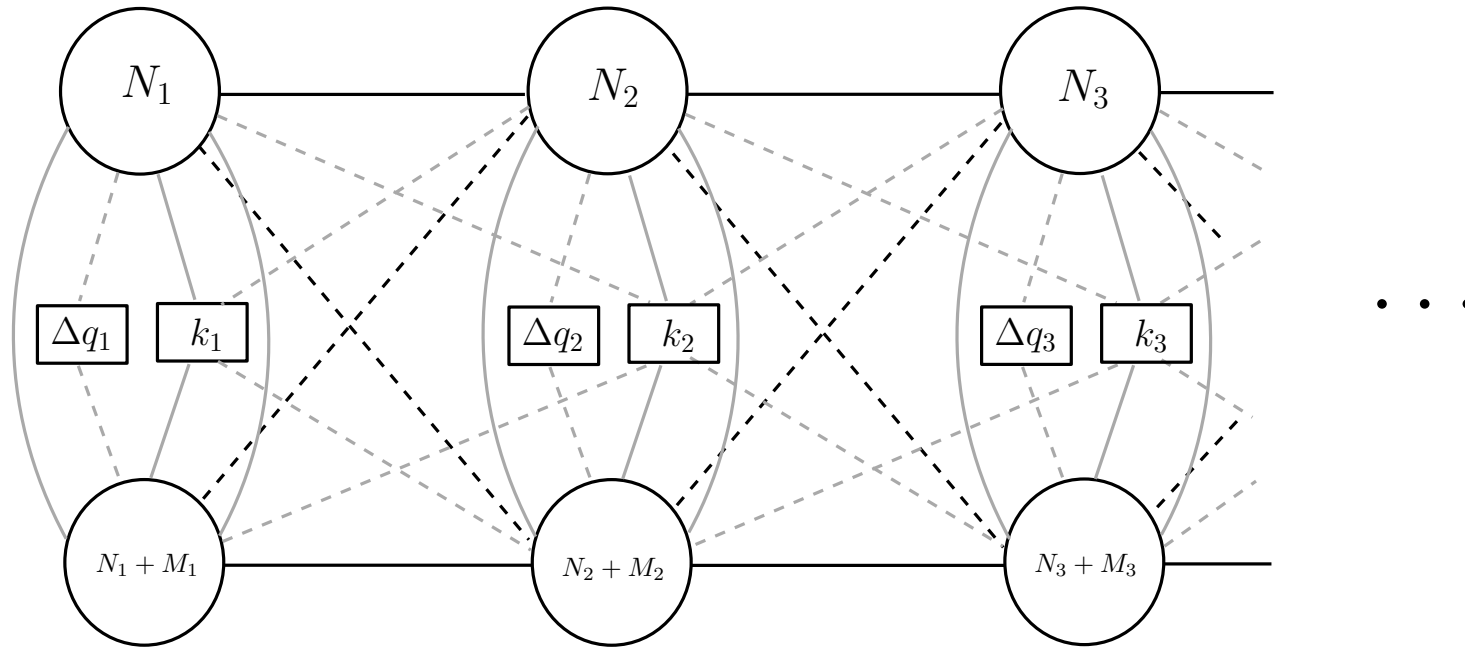 N₁ N₂ N₃
Δq₁ k₁ Δq₂ k₂ Δq₃ k₃ . . .
N₁ + M₁ N₂ + M₂ N₃ + M₃